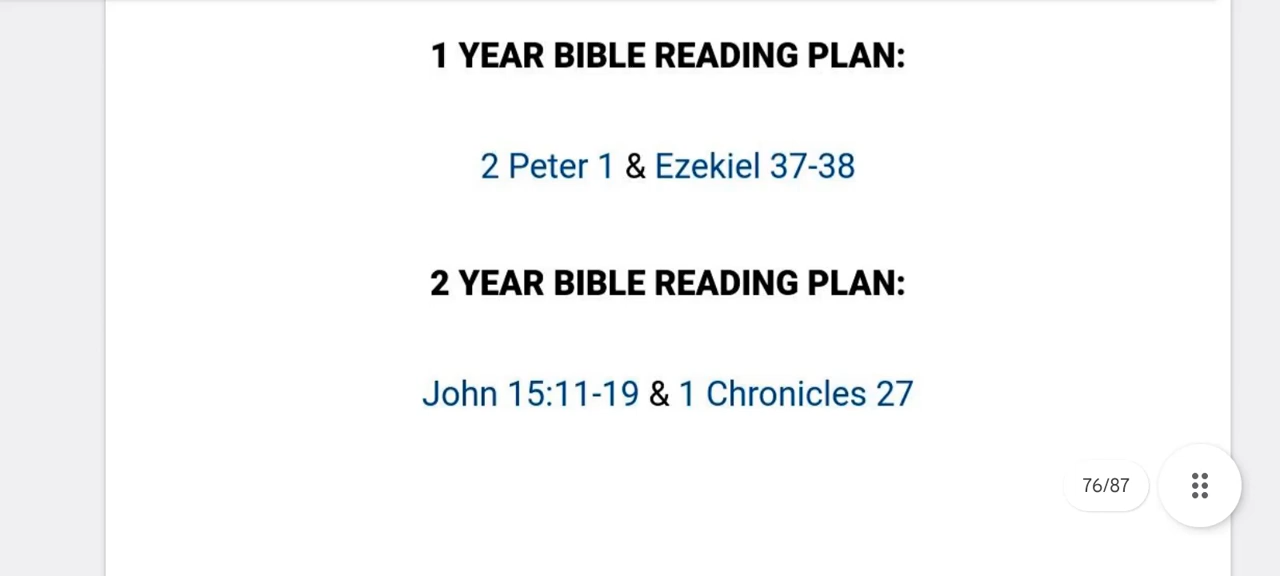 1 YEAR BIBLE READING PLAN:
2 Peter 1 & Ezekiel 37-38
2 YEAR BIBLE READING PLAN:
John 15:11-19 & 1 Chronicles 27
76/87